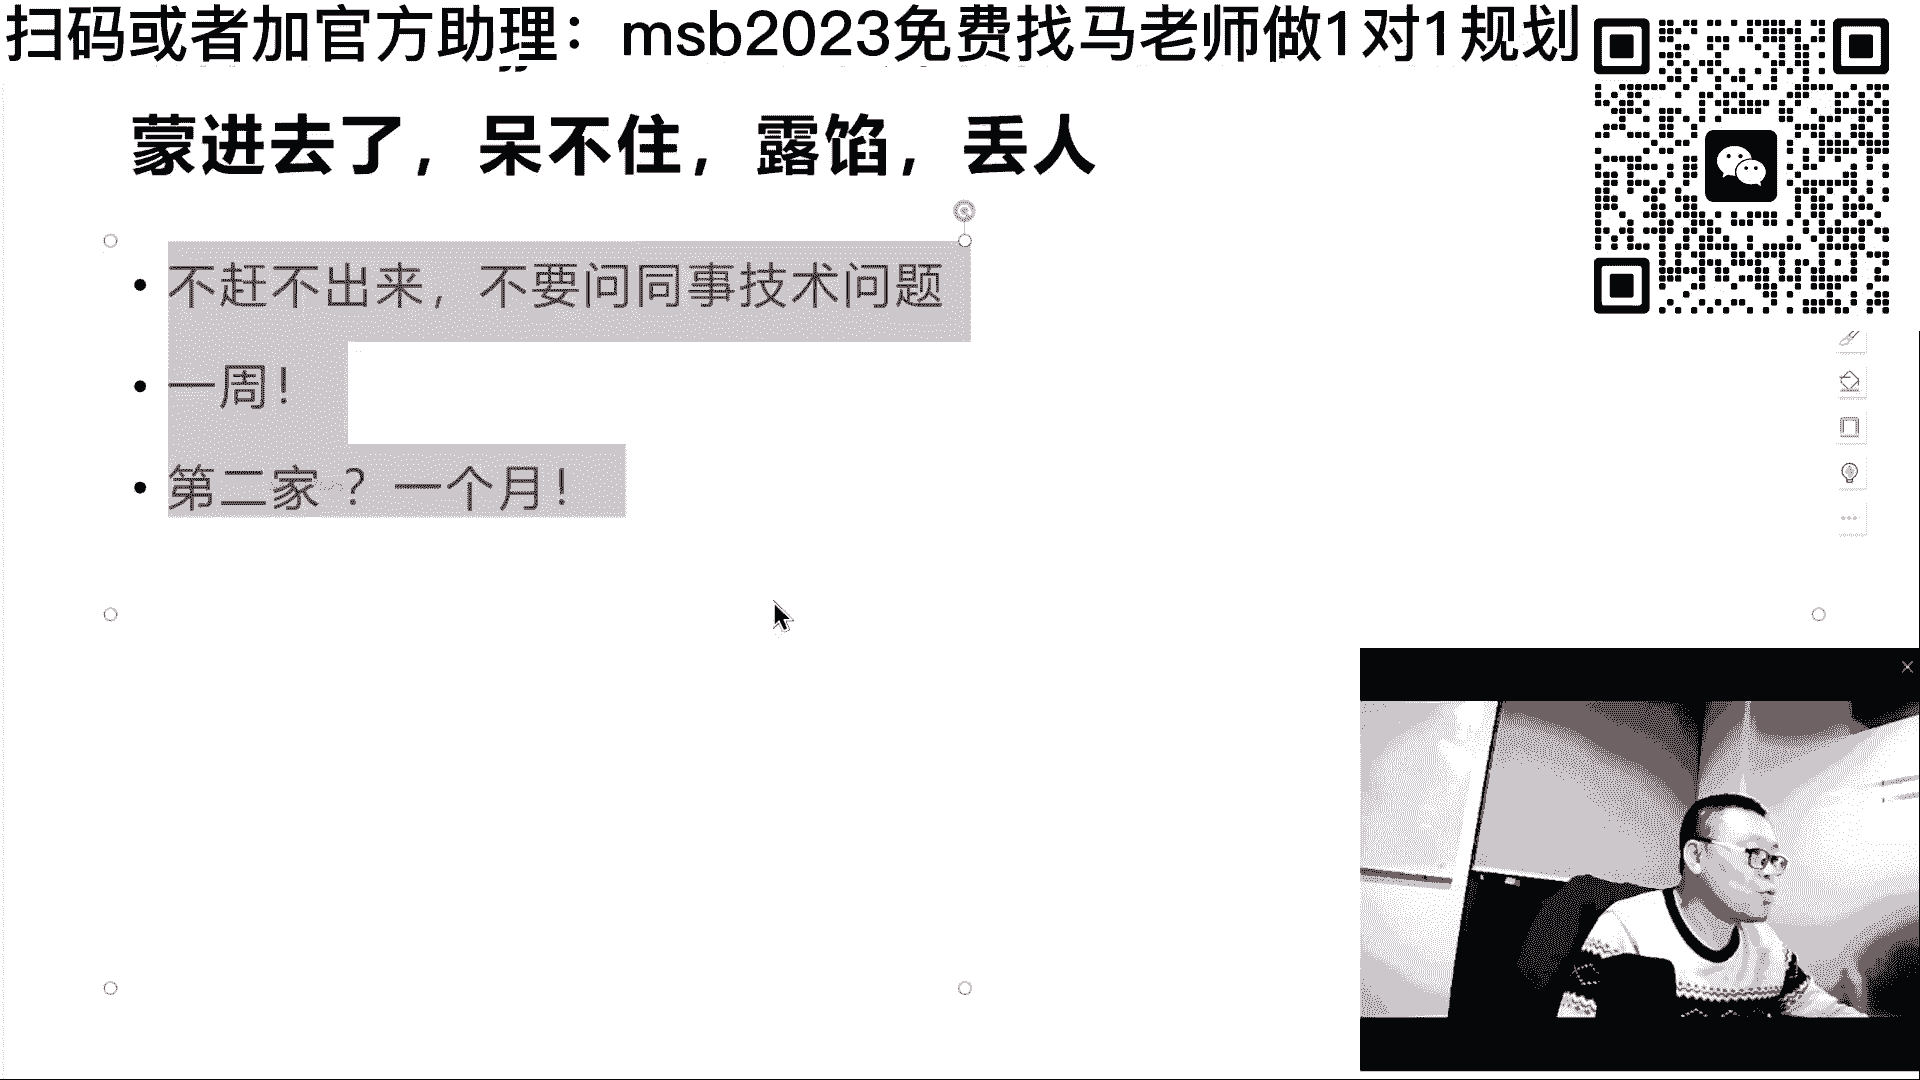 扫码或者加官方助理：msb2023免费找马老师做1对1规划
蒙进去了，呆不住，露馅，丢人
不赶不出来，不要问同事技术问题
一周！
第二家 ？一个月！